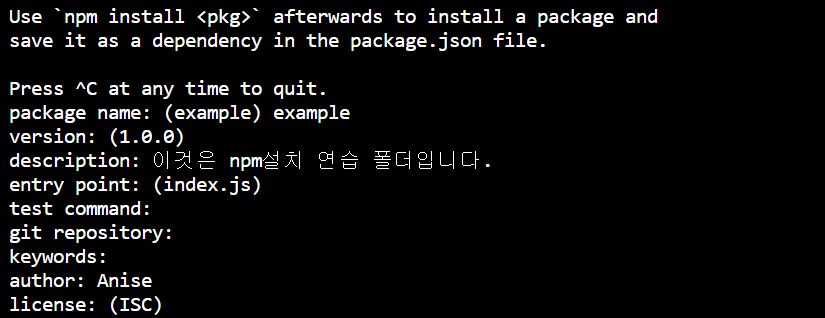 Use `npm install <pkg>` afterwards to install a package and
save it as a dependency in the package.json file.
Press ^C at any time to quit.
package name: (example) example
version: (1.0.0)
description: 이것은 npm설치 연습 폴더입니다.
entry point: (index.js)
test command:
git repository:
keywords:
author: Anise
license: (ISC)